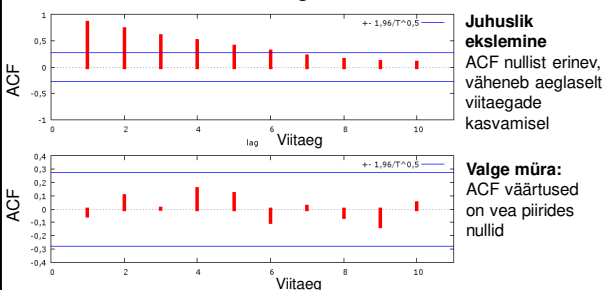 +- 1,96/T^0,5
1
0,5
0
-0,5
-1
ACF
0 2 4 6 8 10
lag Viitaeg
Juhuslik
ekslemine
ACF nullist erinev,
väheneb aeglaselt
viitaegade
kasvamisel
+- 1,96/T^0,5
0,4
0,3
0,2
0,1
0
-0,1
-0,2
-0,3
-0,4
ACF
0 2 4 6 8 10
Viitaeg
Valge müra:
ACF väärtused
on vea piirides
nullid